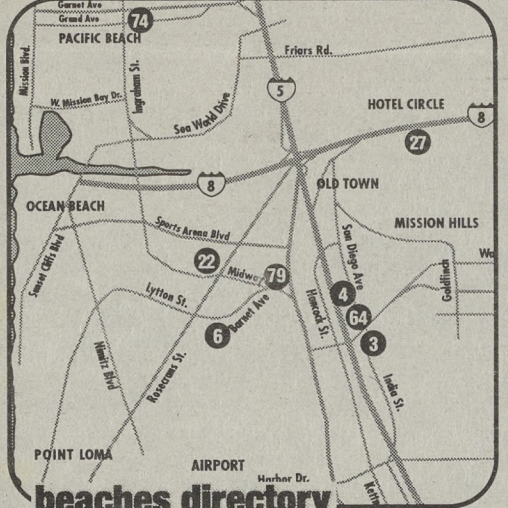 Garnet Ave
Grand Ave
74
PACIFIC BEACH
Mission Blvd.
Ingraham St.
W. Mission Bay Dr.
Sea World Drive
Friars Rd.
5
HOTEL CIRCLE
8
27
8
OLD TOWN
OCEAN BEACH
MISSION HILLS
Sports Arena Blvd
Sunset Cliffs Blvd
San Diego Ave
Goldfinch
Wa
22
Midway
79
Lytton St.
Barnet Ave
6
Hancock St.
4
64
3
Nimitz Blvd
Rosecrans St.
India St.
POINT LOMA
AIRPORT
Harbor Dr.
Kettn
beaches directory